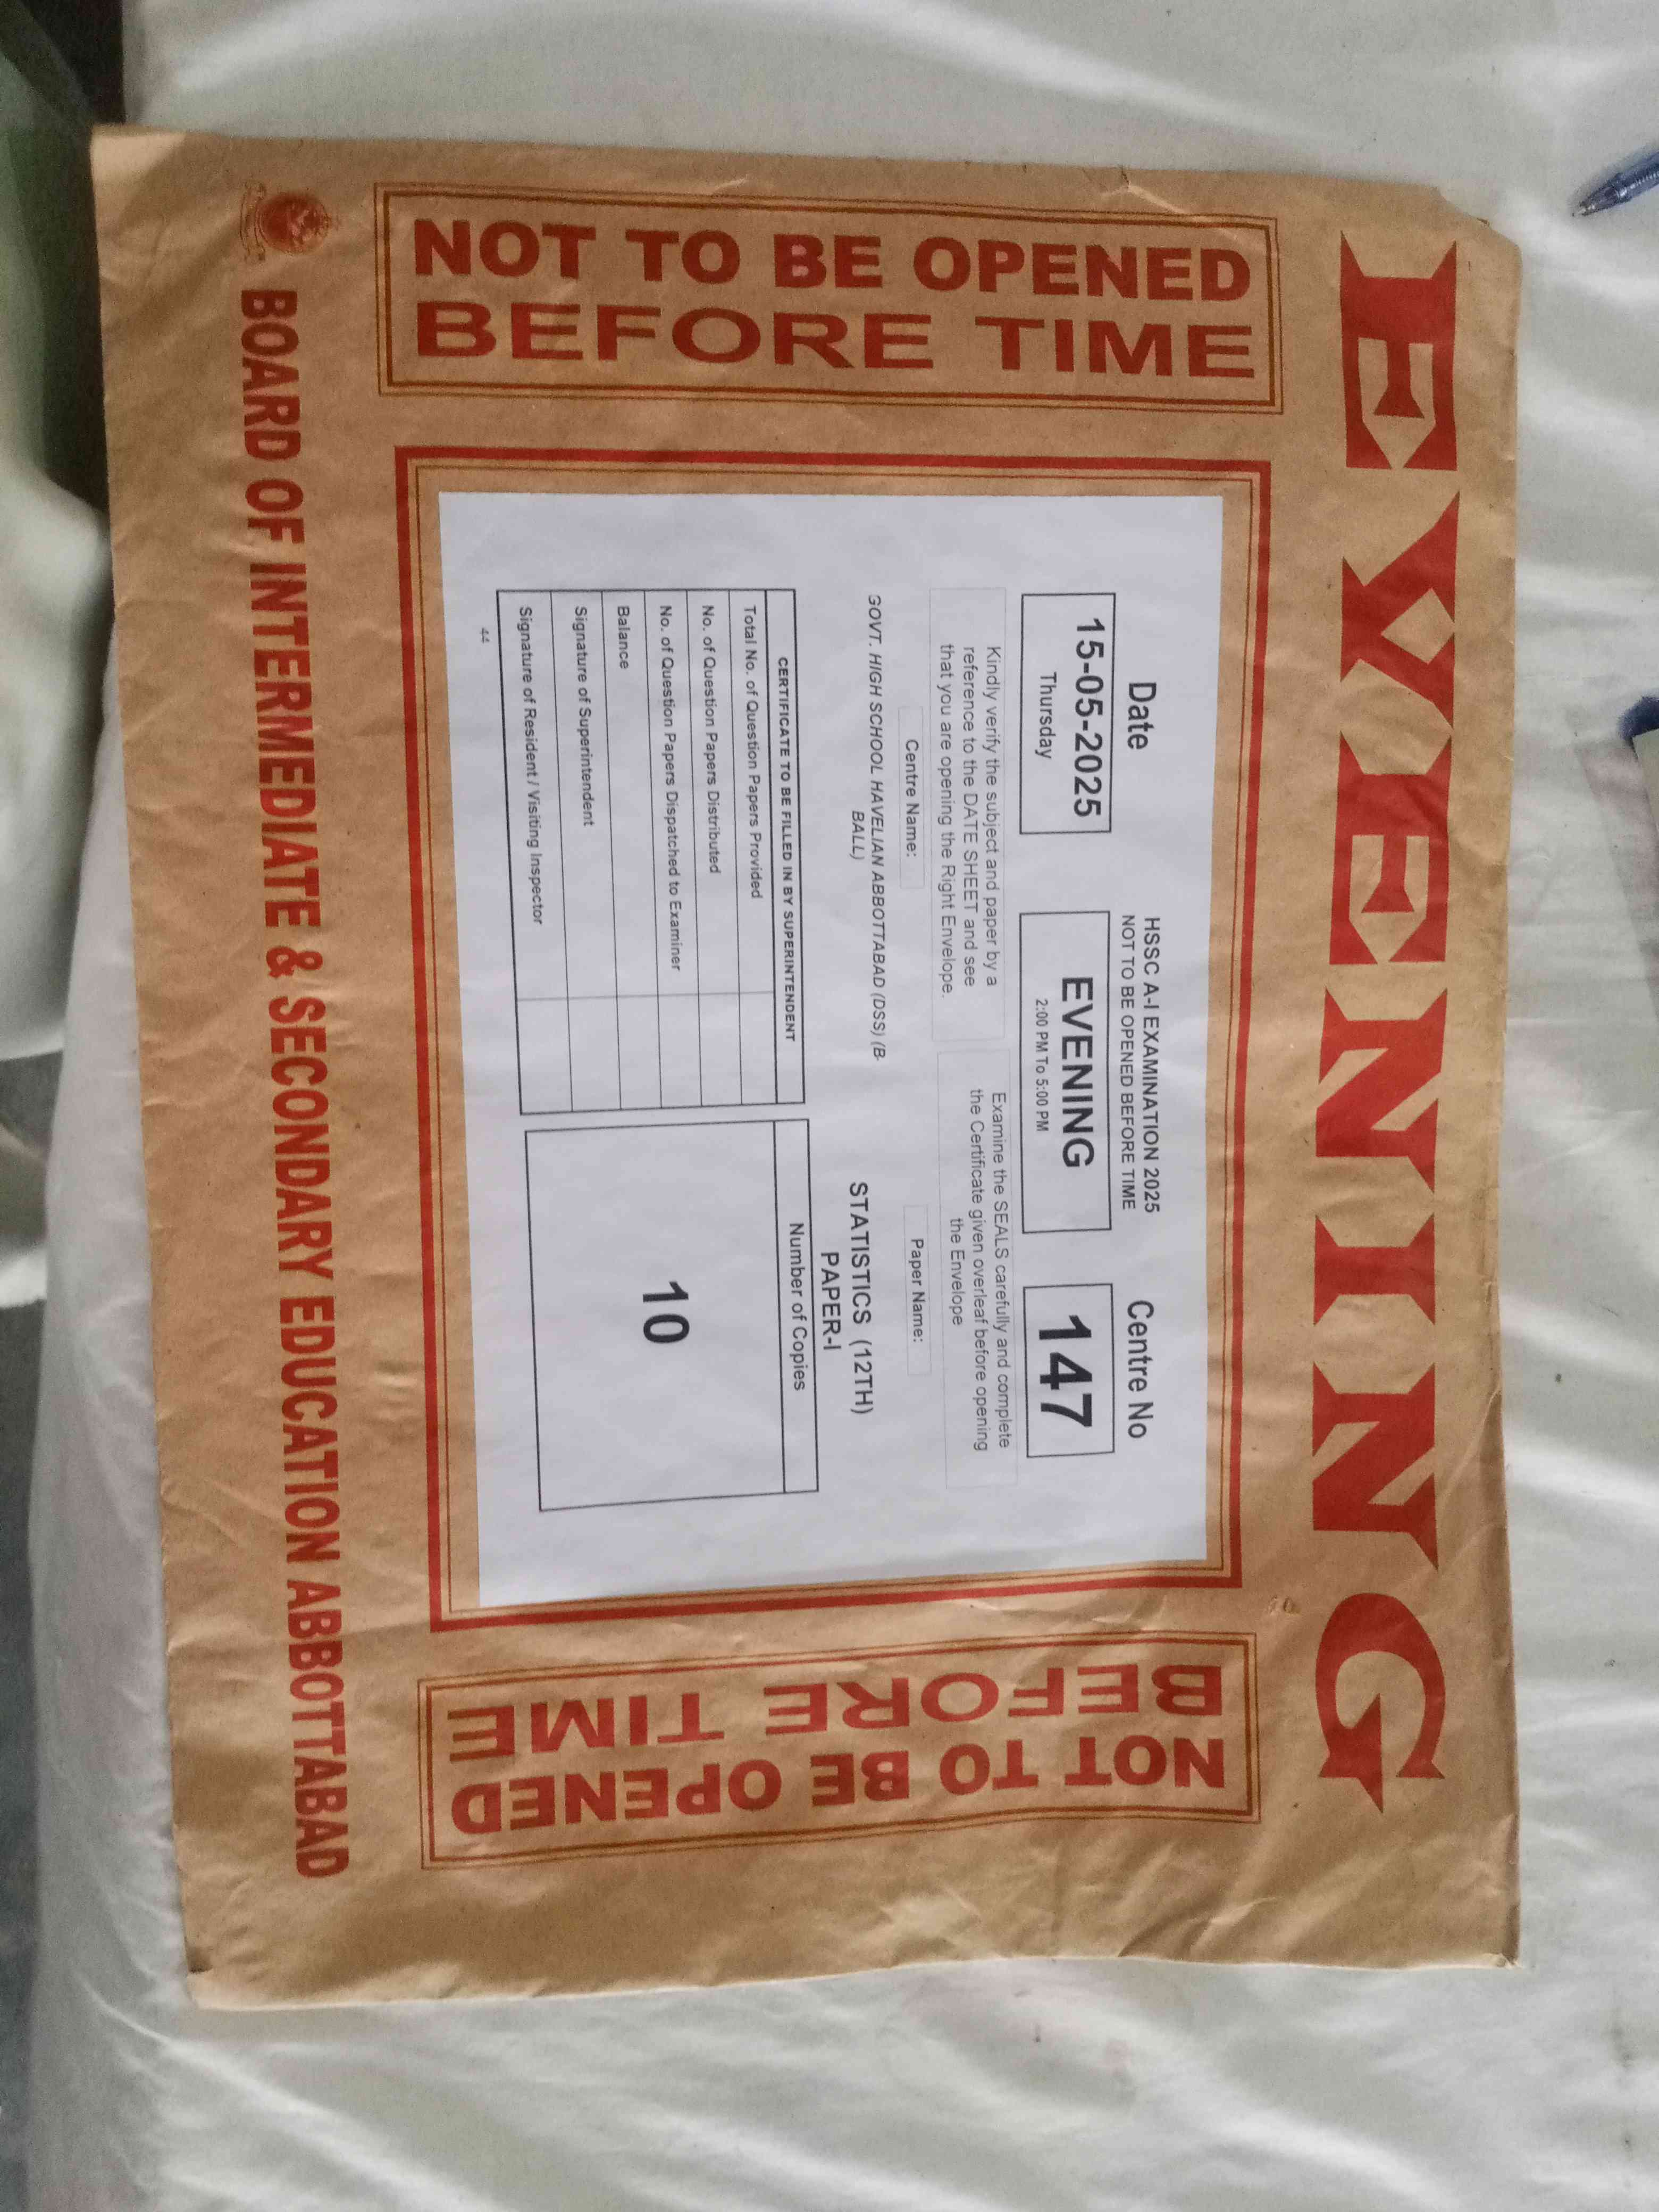 EVENING
NOT TO BE OPENED
BEFORE TIME
Date
HSSC A-I EXAMINATION 2025
NOT TO BE OPENED BEFORE TIME
Centre No
15-05-2025
Thursday
EVENING
2:00 PM To 5:00 PM
147
Kindly verify the subject and paper by a
reference to the DATE SHEET and see
that you are opening the Right Envelope.
Examine the SEALS carefully and complete
the Certificate given overleaf before opening
the Envelope
Centre Name:
Paper Name:
GOVT. HIGH SCHOOL HAVELIAN ABBOTTABAD (DSS) (B-
BALL)
STATISTICS (12TH)
PAPER-I
CERTIFICATE TO BE FILLED IN BY SUPERINTENDENT
Total No. of Question Papers Provided
No. of Question Papers Distributed
No. of Question Papers Dispatched to Examiner
Balance
Signature of Superintendent
Signature of Resident / Visiting Inspector
Number of Copies
10
44
NOT TO BE OPENED
BEFORE TIME
BOARD OF INTERMEDIATE & SECONDARY EDUCATION ABBOTTABAD